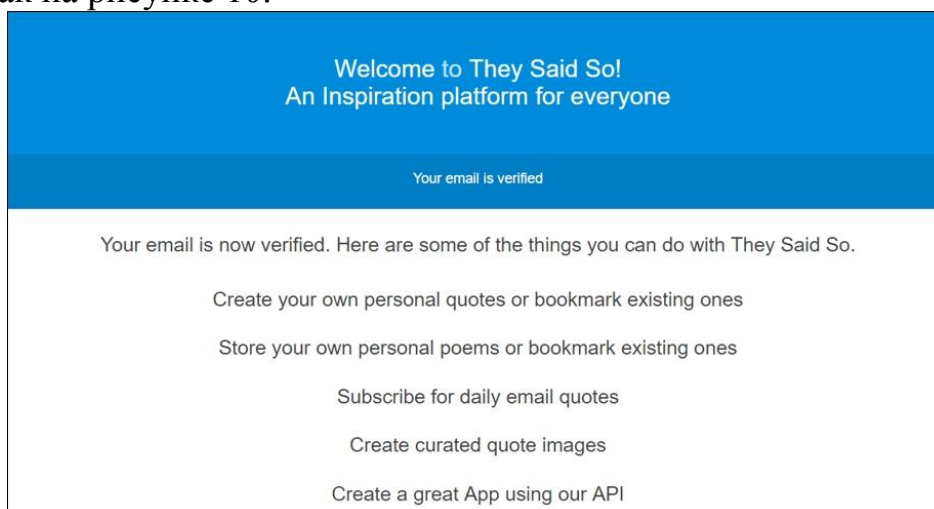 на рисунке 10.
Welcome to They Said So!
An Inspiration platform for everyone
Your email is verified
Your email is now verified. Here are some of the things you can do with They Said So.
Create your own personal quotes or bookmark existing ones
Store your own personal poems or bookmark existing ones
Subscribe for daily email quotes
Create curated quote images
Create a great App using our API